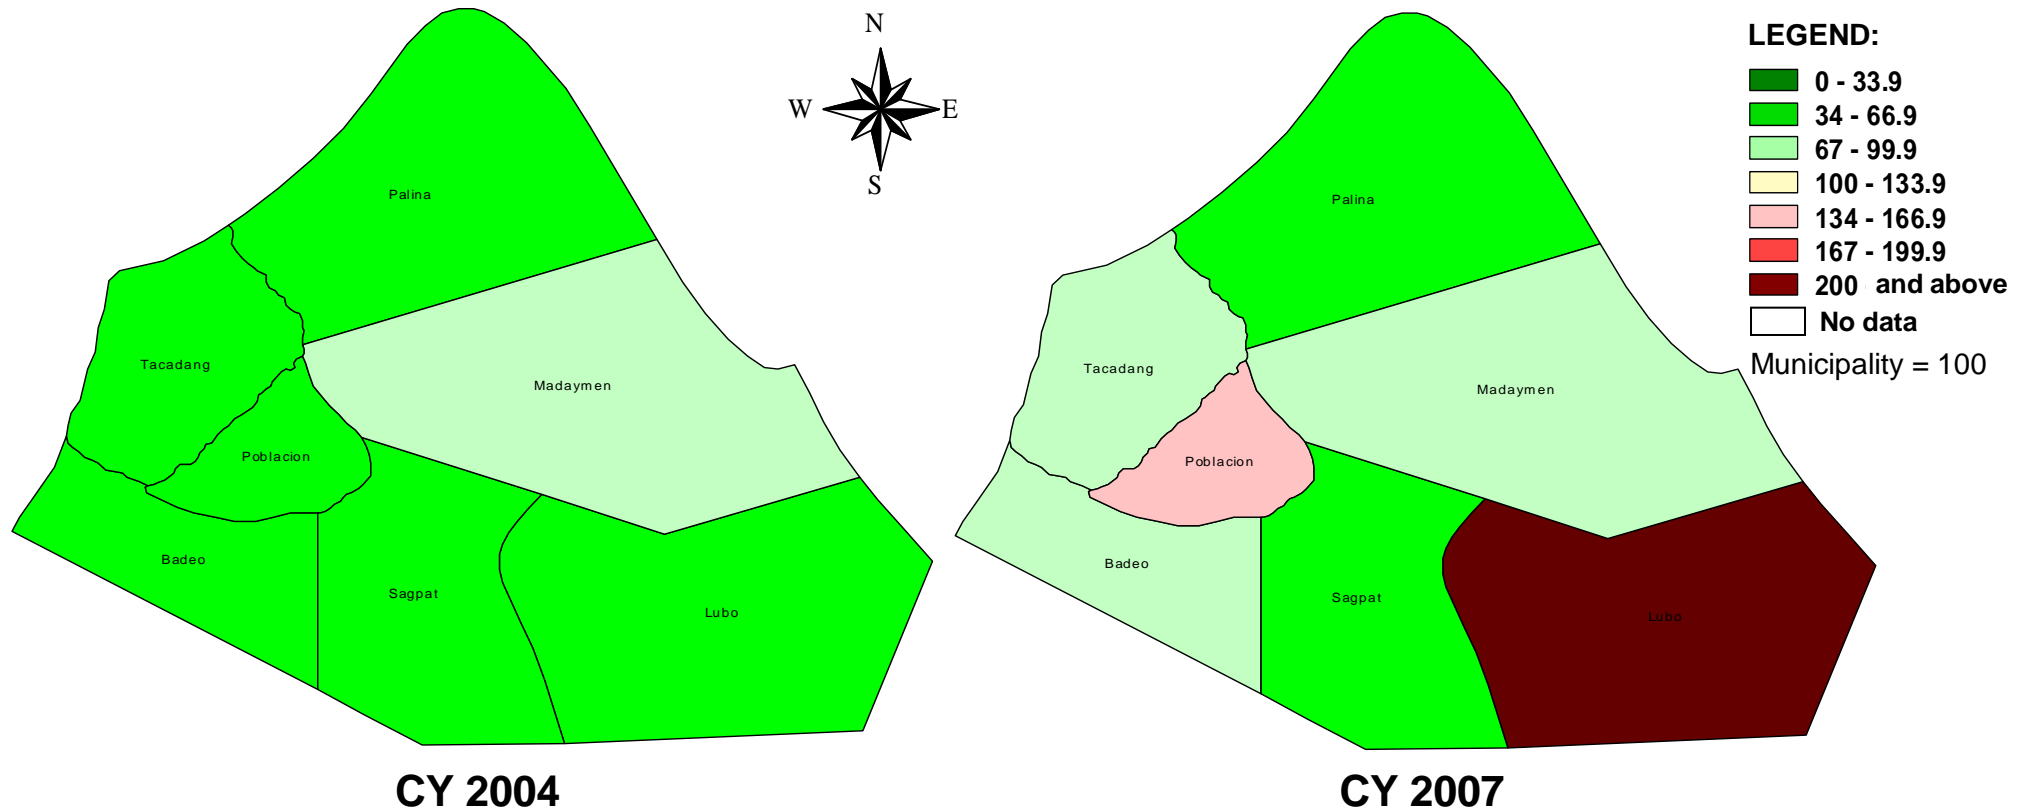 N
W
E
S
Palina
Tacadang
Madaymen
Poblacion
Badeo
Sagpat
Lubo
CY 2004
Palina
Tacadang
Madaymen
Poblacion
Badeo
Sagpat
Lubo
CY 2007
LEGEND:
0 - 33.9
34 - 66.9
67 - 99.9
100 - 133.9
134 - 166.9
167 - 199.9
200 and above
No data
Municipality = 100